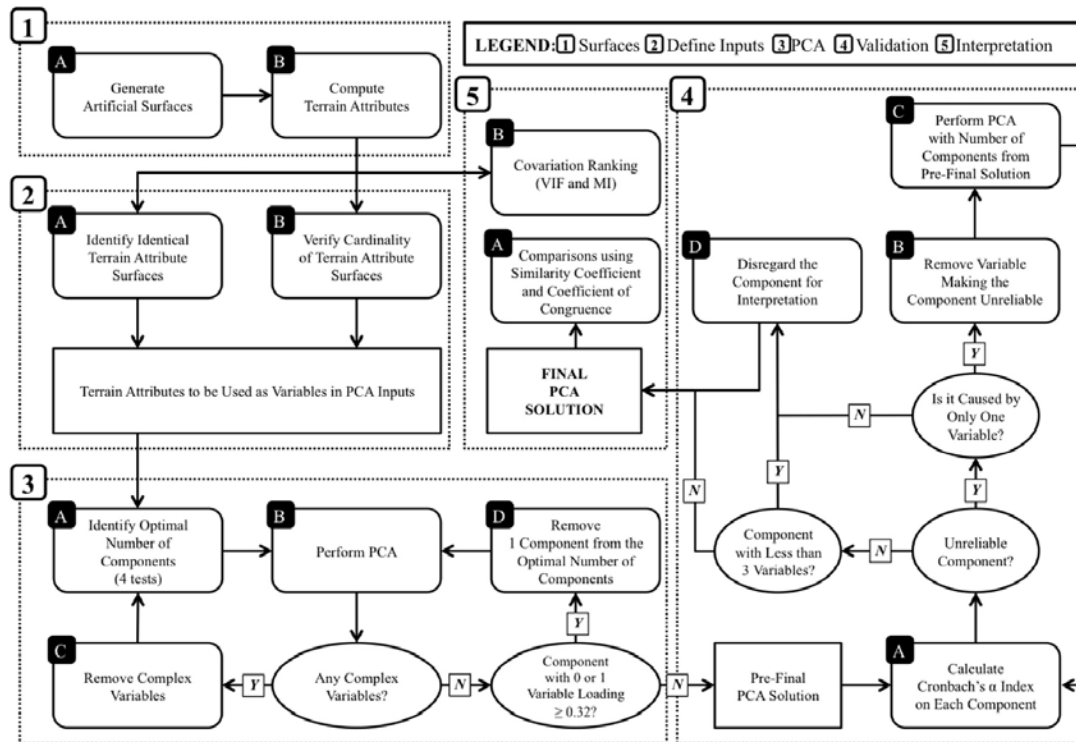 LEGEND: 1 Surfaces 2 Define Inputs 3 PCA 4 Validation 5 Interpretation
1
A
Generate
Artificial Surfaces
B
Compute
Terrain Attributes
2
A
Identify Identical
Terrain Attribute
Surfaces
B
Verify Cardinality
of Terrain Attribute
Surfaces
Terrain Attributes to be Used as Variables in PCA Inputs
3
A
Identify Optimal
Number of
Components
(4 tests)
B
Perform PCA
D
Remove
1 Component from the
Optimal Number of
Components
C
Remove Complex
Variables
Y
Any Complex
Variables?
N
Y
Component
with 0 or 1
Variable Loading
≥ 0.32?
N
5
B
Covariation Ranking
(VIF and MI)
A
Comparisons using
Similarity Coefficient
and Coefficient of
Congruence
FINAL
PCA
SOLUTION
4
C
Perform PCA
with Number of
Components from
Pre-Final Solution
D
Disregard the
Component for
Interpretation
B
Remove Variable
Making the
Component Unreliable
Y
Is it Caused by
Only One
Variable?
N
Y
N
Y
Component
with Less than
3 Variables?
N
Unreliable
Component?
Pre-Final
PCA Solution
A
Calculate
Cronbach's α Index
on Each Component